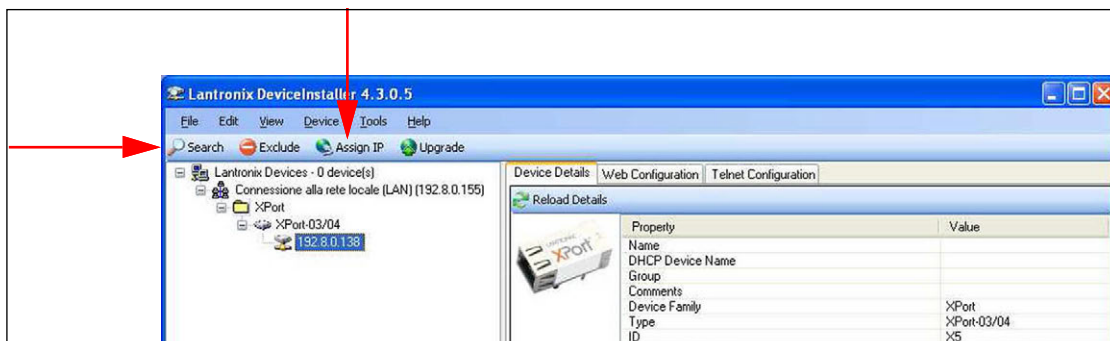 Lantronix DeviceInstaller 4.3.0.5
File Edit View Device Tools Help
Search Exclude Assign IP Upgrade
Lantronix Devices - 0 device(s)
Connessione alla rete locale (LAN) (192.8.0.155)
XPort
XPort-03/04
192.8.0.138
Device Details Web Configuration Telnet Configuration
Reload Details
LANTRONIX
XPort
Property Value
Name
DHCP Device Name
Group
Comments
Device Family XPort
Type XPort-03/04
ID X5